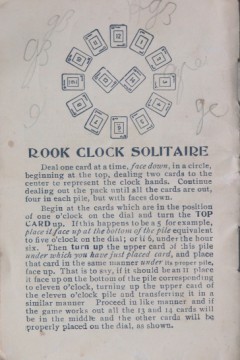 ROOK CLOCK SOLITAIRE
Deal one card at a time, face down, in a circle,
beginning at the top, dealing two cards to the
center to represent the clock hands. Continue
dealing out the pack until all the cards are out,
four in each pile, but with faces down.
Begin at the cards which are in the position
of one o'clock on the dial and turn the TOP
CARD up. If this happens to be a 5 for example,
place it face up at the bottom of the pile equivalent
to five o'clock on the dial; or if 6, under the hour
six. Then turn up the upper card of this pile
under which you have just placed card, and place
that card in the same manner under its proper pile,
face up. That is to say, if it should be an 11 place
it face up on the bottom of the pile corresponding
to eleven o'clock, turning up the upper card of
the eleven o'clock pile and transferring it in a
similar manner Proceed in like manner and if
the game works out all the 13 and 14 cards will
be in the middle and the other cards will be
properly placed on the dial, as shown.